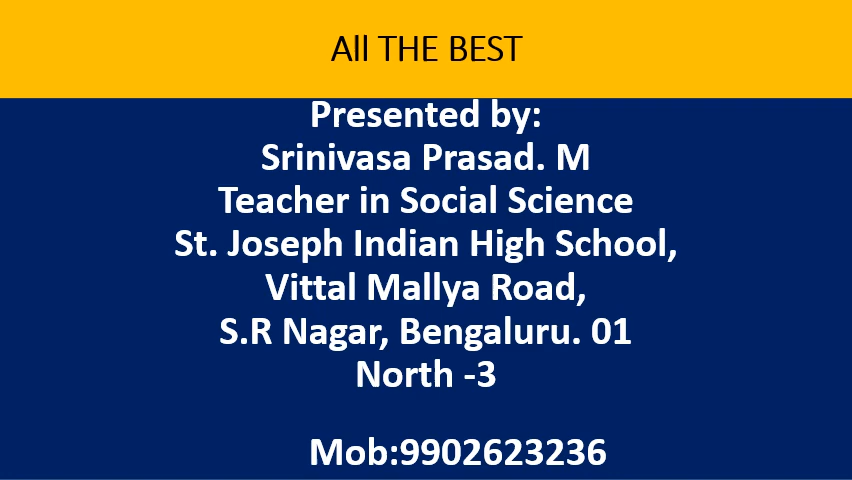 All THE BEST
Presented by:
Srinivasa Prasad. M
Teacher in Social Science
St. Joseph Indian High School,
Vittal Mallya Road,
S.R Nagar, Bengaluru. 01
North -3
Mob:9902623236